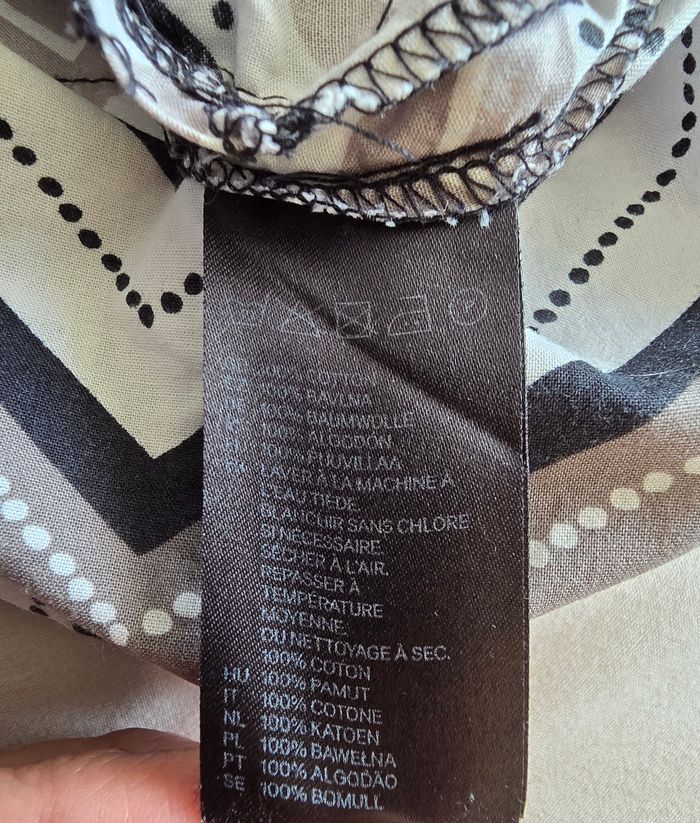 100% COTTON
100% BAVLNA
100% BAUMWOLLE
100% ALGODÓN
100% PUUVILLAA
LAVER À LA MACHINE À
L'EAU TIEDE.
BLANCHIR SANS CHLORE
SI NECESSAIRE.
SÉCHER À L'AIR.
REPASSER À
TEMPÉRATURE
MOYENNE.
OU NETTOYAGE À SEC.
100% COTON
HU 100% PAMUT
IT 100% COTONE
NL 100% KATOEN
PL 100% BAWEŁNA
PT 100% ALGODÃO
SE 100% BOMULL